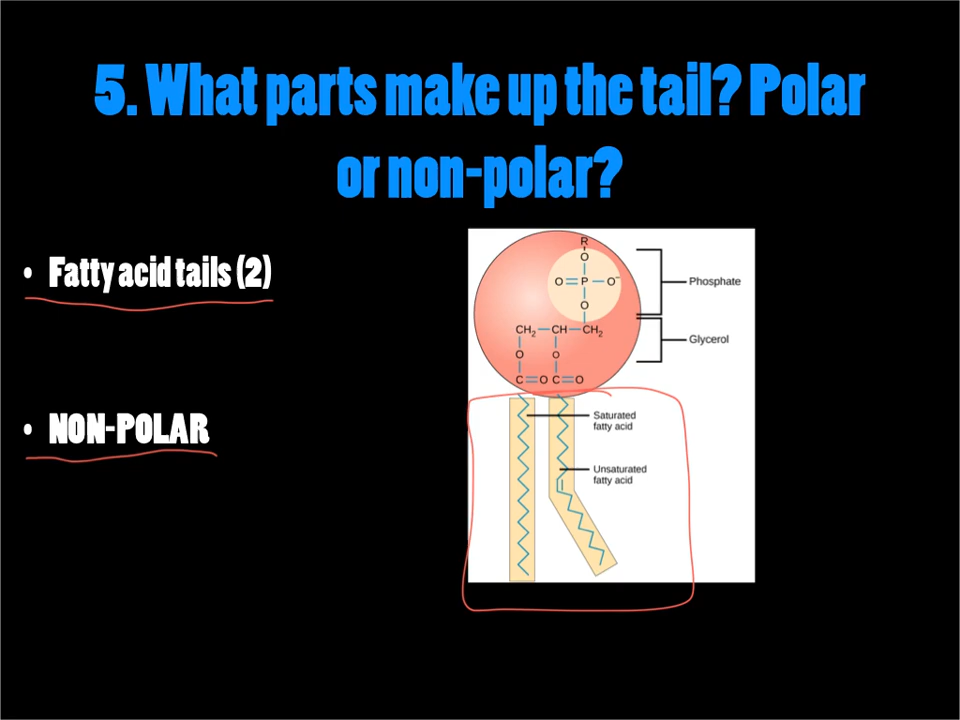 5. What parts make up the tail? Polar
or non-polar?
• Fatty acid tails (2)
• NON-POLAR
R
O
O=P—O⁻
O
Phosphate
CH₂—CH—CH₂
Glycerol
O O
C=O C=O
Saturated
fatty acid
Unsaturated
fatty acid